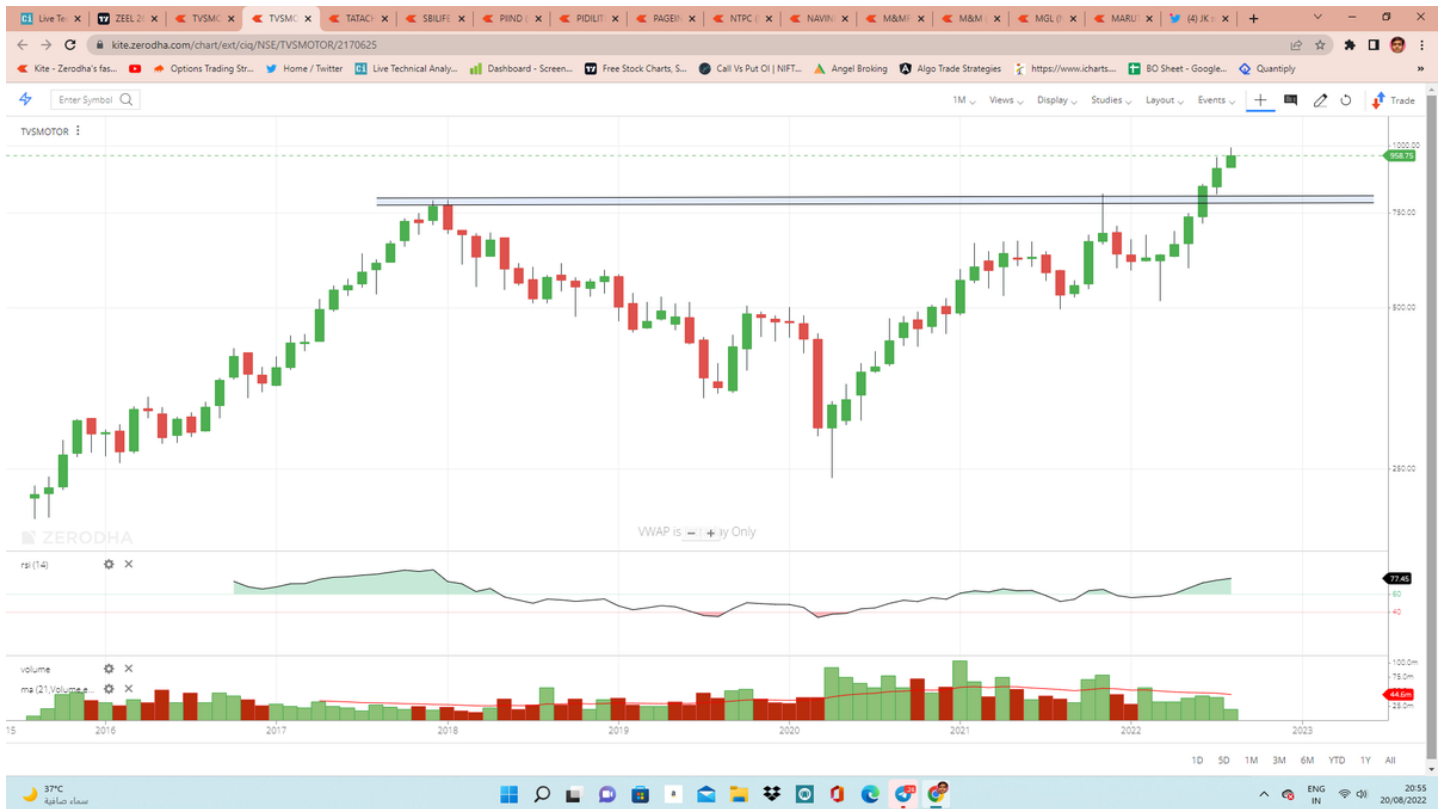 Live Te
ZEEL 2
TVSMC
TVSMC
TATACH
SBILIFE
PIIND (
PIDILIT
PAGEIN
NTPC (
NAVIN
M&MF
M&M (
MGL (N
MARUT
(4) JK
kite.zerodha.com/chart/ext/ciq/NSE/TVSMOTOR/2170625
Kite - Zerodha's fas...
Options Trading Str...
Home / Twitter
Live Technical Analy...
Dashboard - Screen...
Free Stock Charts, S...
Call Vs Put OI | NIFT...
Angel Broking
Algo Trade Strategies
https://www.icharts....
BO Sheet - Google...
Quantiply
Enter Symbol
1M
Views
Display
Studies
Layout
Events
Trade
TVSMOTOR
1000.00
958.75
750.00
500.00
250.00
ZERODHA
VWAP is ay Only
rsi (14)
77.45
60
40
volume
ma (21,Volume,e...
100.0m
75.0m
44.6m
25.0m
15 2016 2017 2018 2019 2020 2021 2022 2023
1D 5D 1M 3M 6M YTD 1Y All
37°C
سماء صافية
ENG
IN
20:55
20/08/2022